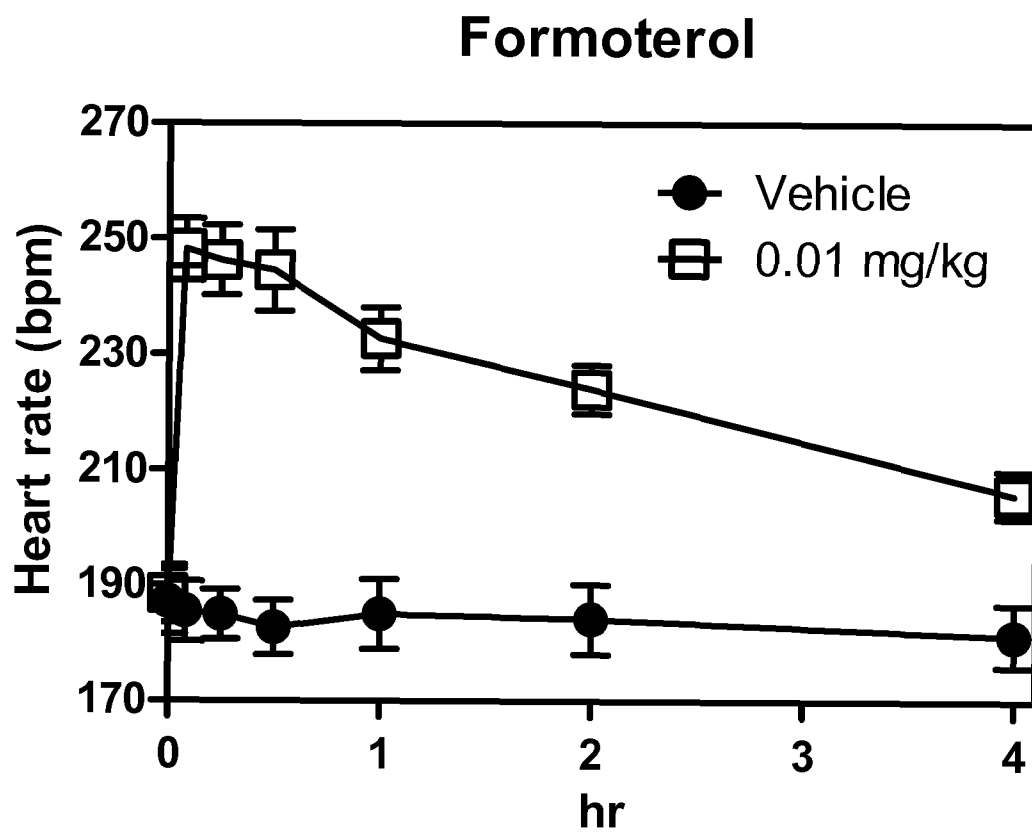 Formoterol
270
250
230
210
190
170
Heart rate (bpm)
Vehicle
0.01 mg/kg
0 1 2 3 4
hr